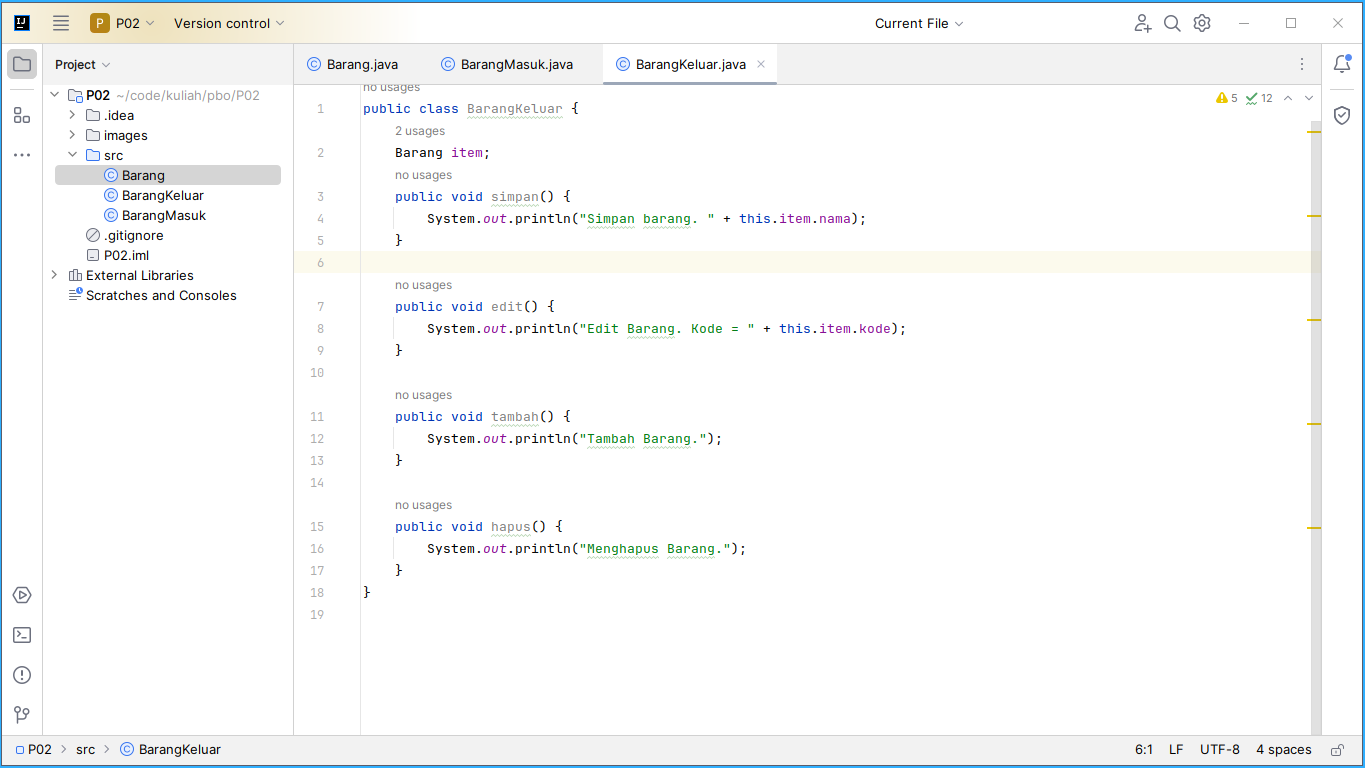 P P02 Version control Current File
Project
Barang.java BarangMasuk.java BarangKeluar.java
P02 ~/code/kuliah/pbo/P02
.idea
images
src
Barang
BarangKeluar
BarangMasuk
.gitignore
P02.iml
External Libraries
Scratches and Consoles
5 12
no usages
1 public class BarangKeluar {
2 usages
2 Barang item;
no usages
3 public void simpan() {
4 System.out.println("Simpan barang. " + this.item.nama);
5 }
6
no usages
7 public void edit() {
8 System.out.println("Edit Barang. Kode = " + this.item.kode);
9 }
10
no usages
11 public void tambah() {
12 System.out.println("Tambah Barang.");
13 }
14
no usages
15 public void hapus() {
16 System.out.println("Menghapus Barang.");
17 }
18 }
19
P02 src BarangKeluar 6:1 LF UTF-8 4 spaces